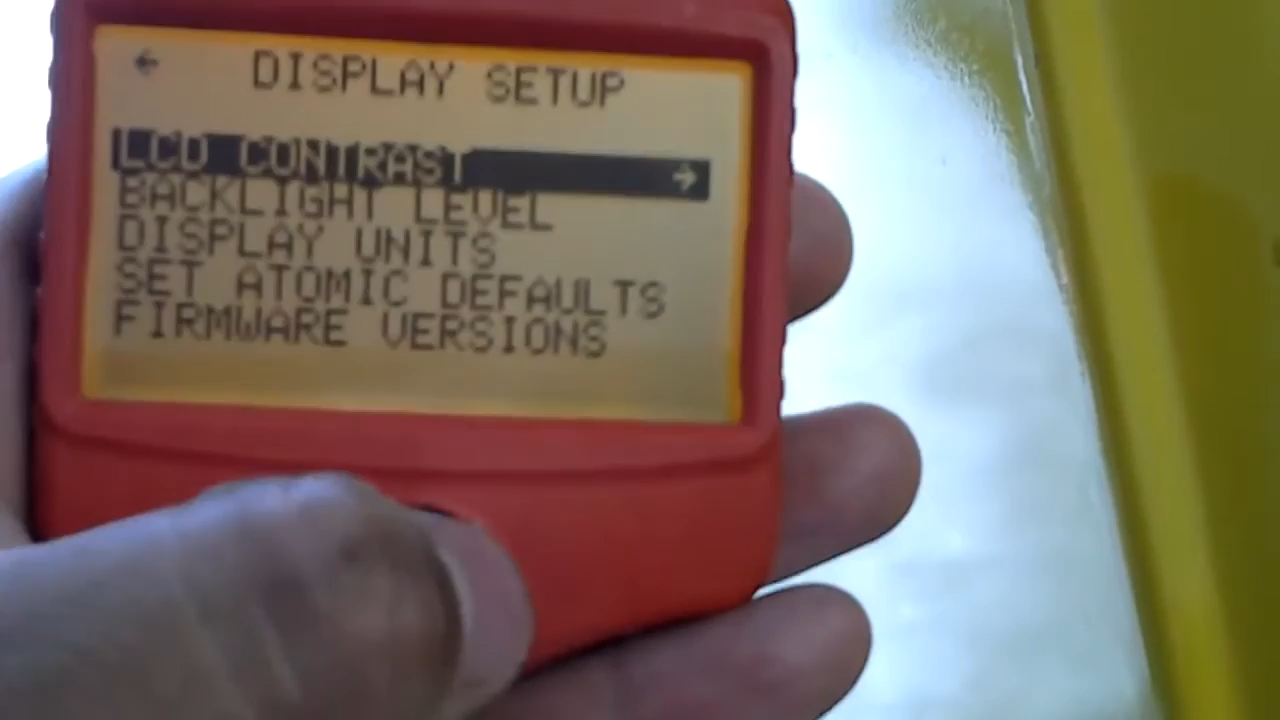 ← DISPLAY SETUP
LCD CONTRAST →
BACKLIGHT LEVEL
DISPLAY UNITS
SET ATOMIC DEFAULTS
FIRMWARE VERSIONS